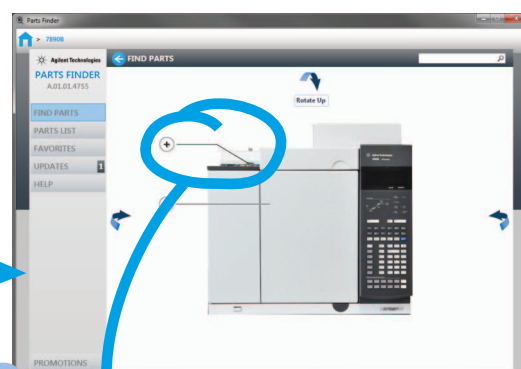 Parts Finder
> 7890B
Agilent Technologies
FIND PARTS
PARTS FINDER
A.01.01.4755
Rotate Up
FIND PARTS
PARTS LIST
FAVORITES
UPDATES 1
HELP
PROMOTIONS